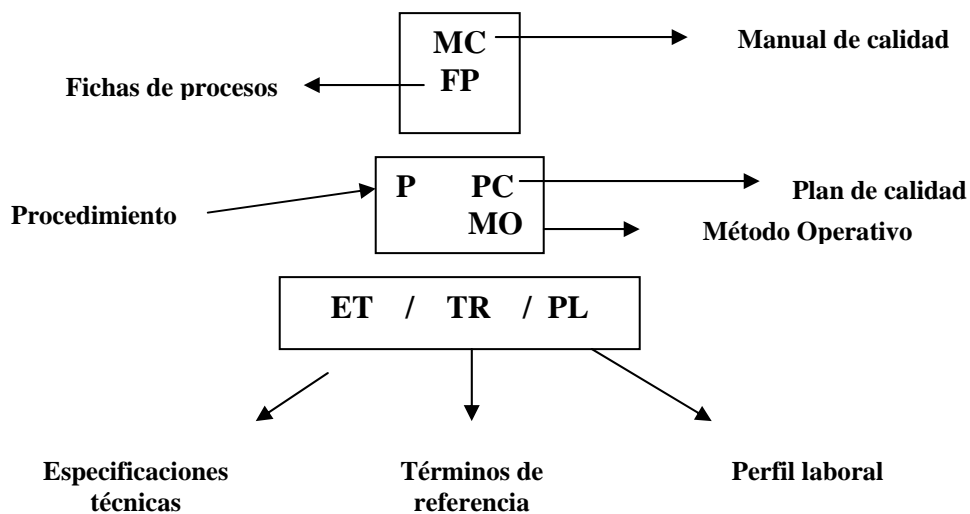 MC
Manual de calidad
Fichas de procesos
FP
P PC
Plan de calidad
Procedimiento
MO
Método Operativo
ET / TR / PL
Especificaciones
técnicas
Términos de
referencia
Perfil laboral